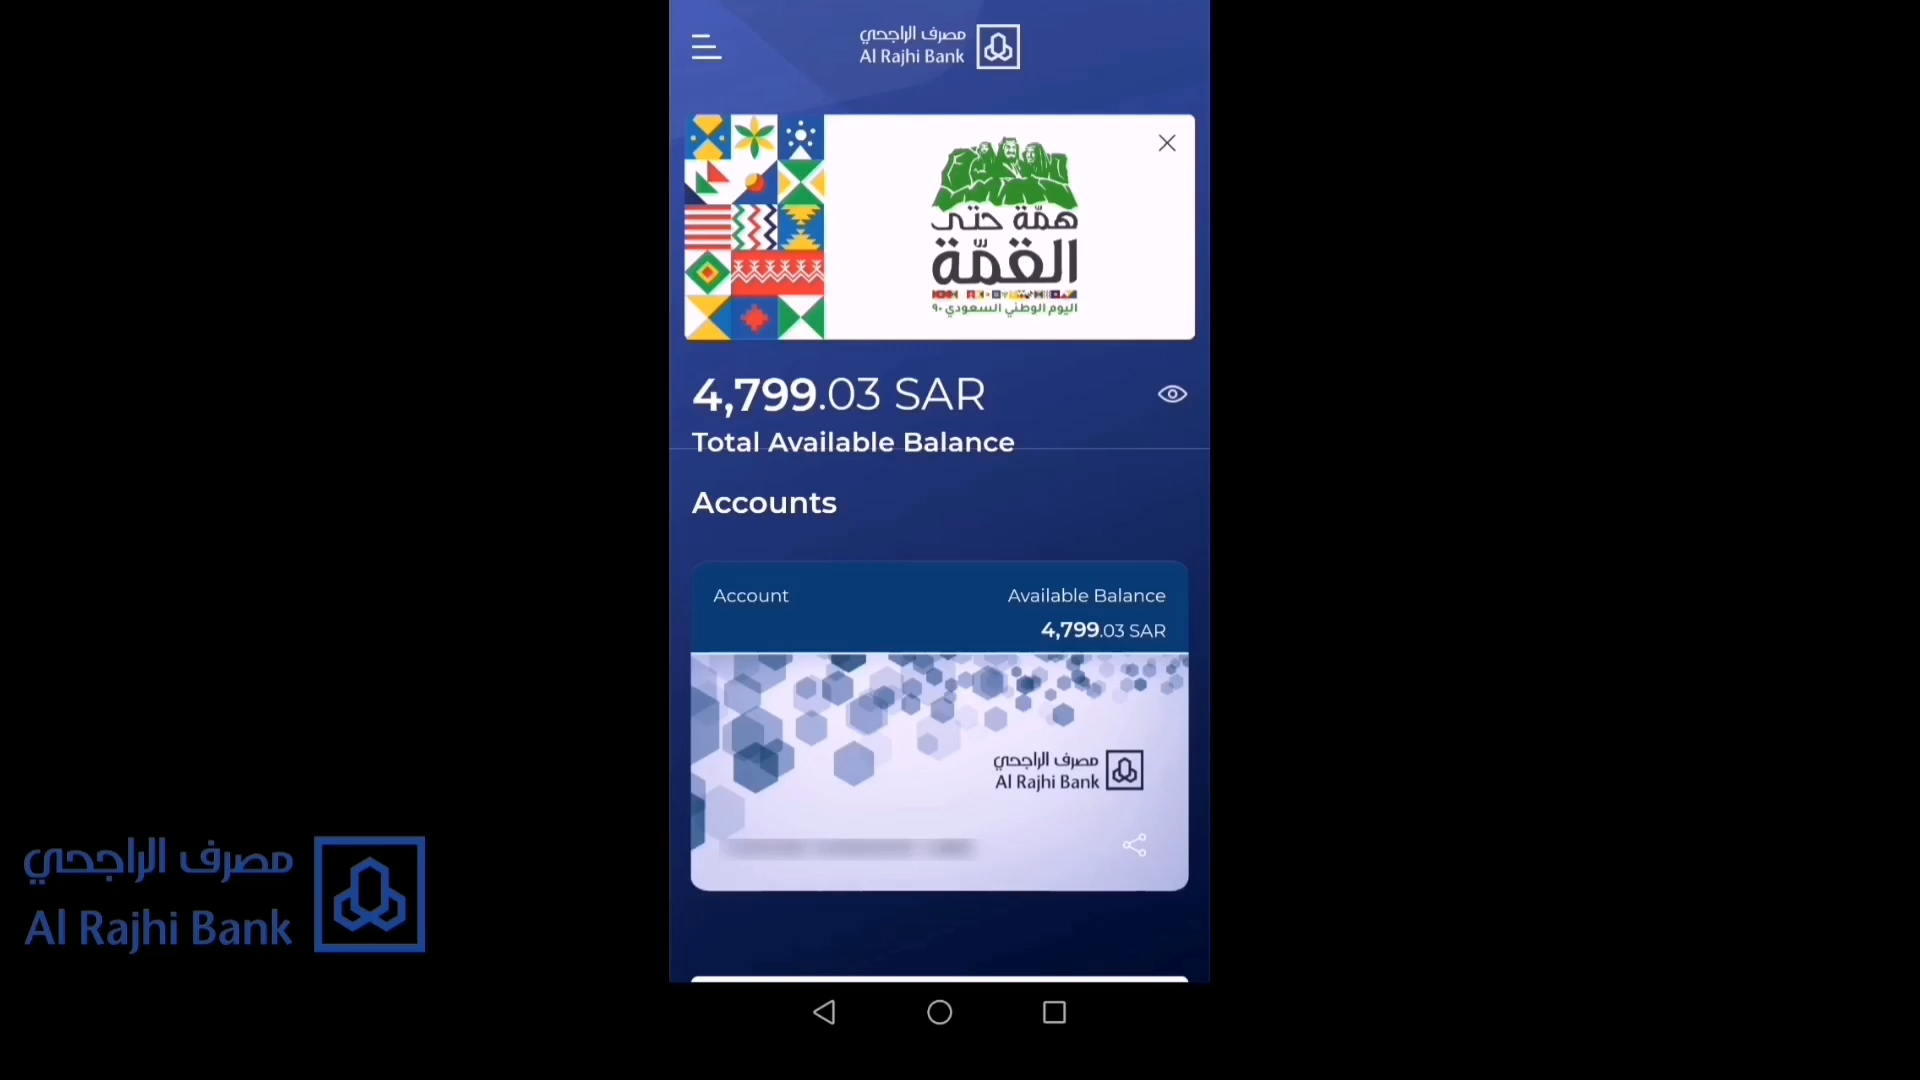 مصرف الراجحي
Al Rajhi Bank
همّة حتى
القمّة
اليوم الوطني السعودي ٩٠
4,799.03 SAR
Total Available Balance
Accounts
Account
Available Balance
4,799.03 SAR
مصرف الراجحي
Al Rajhi Bank
مصرف الراجحي
Al Rajhi Bank